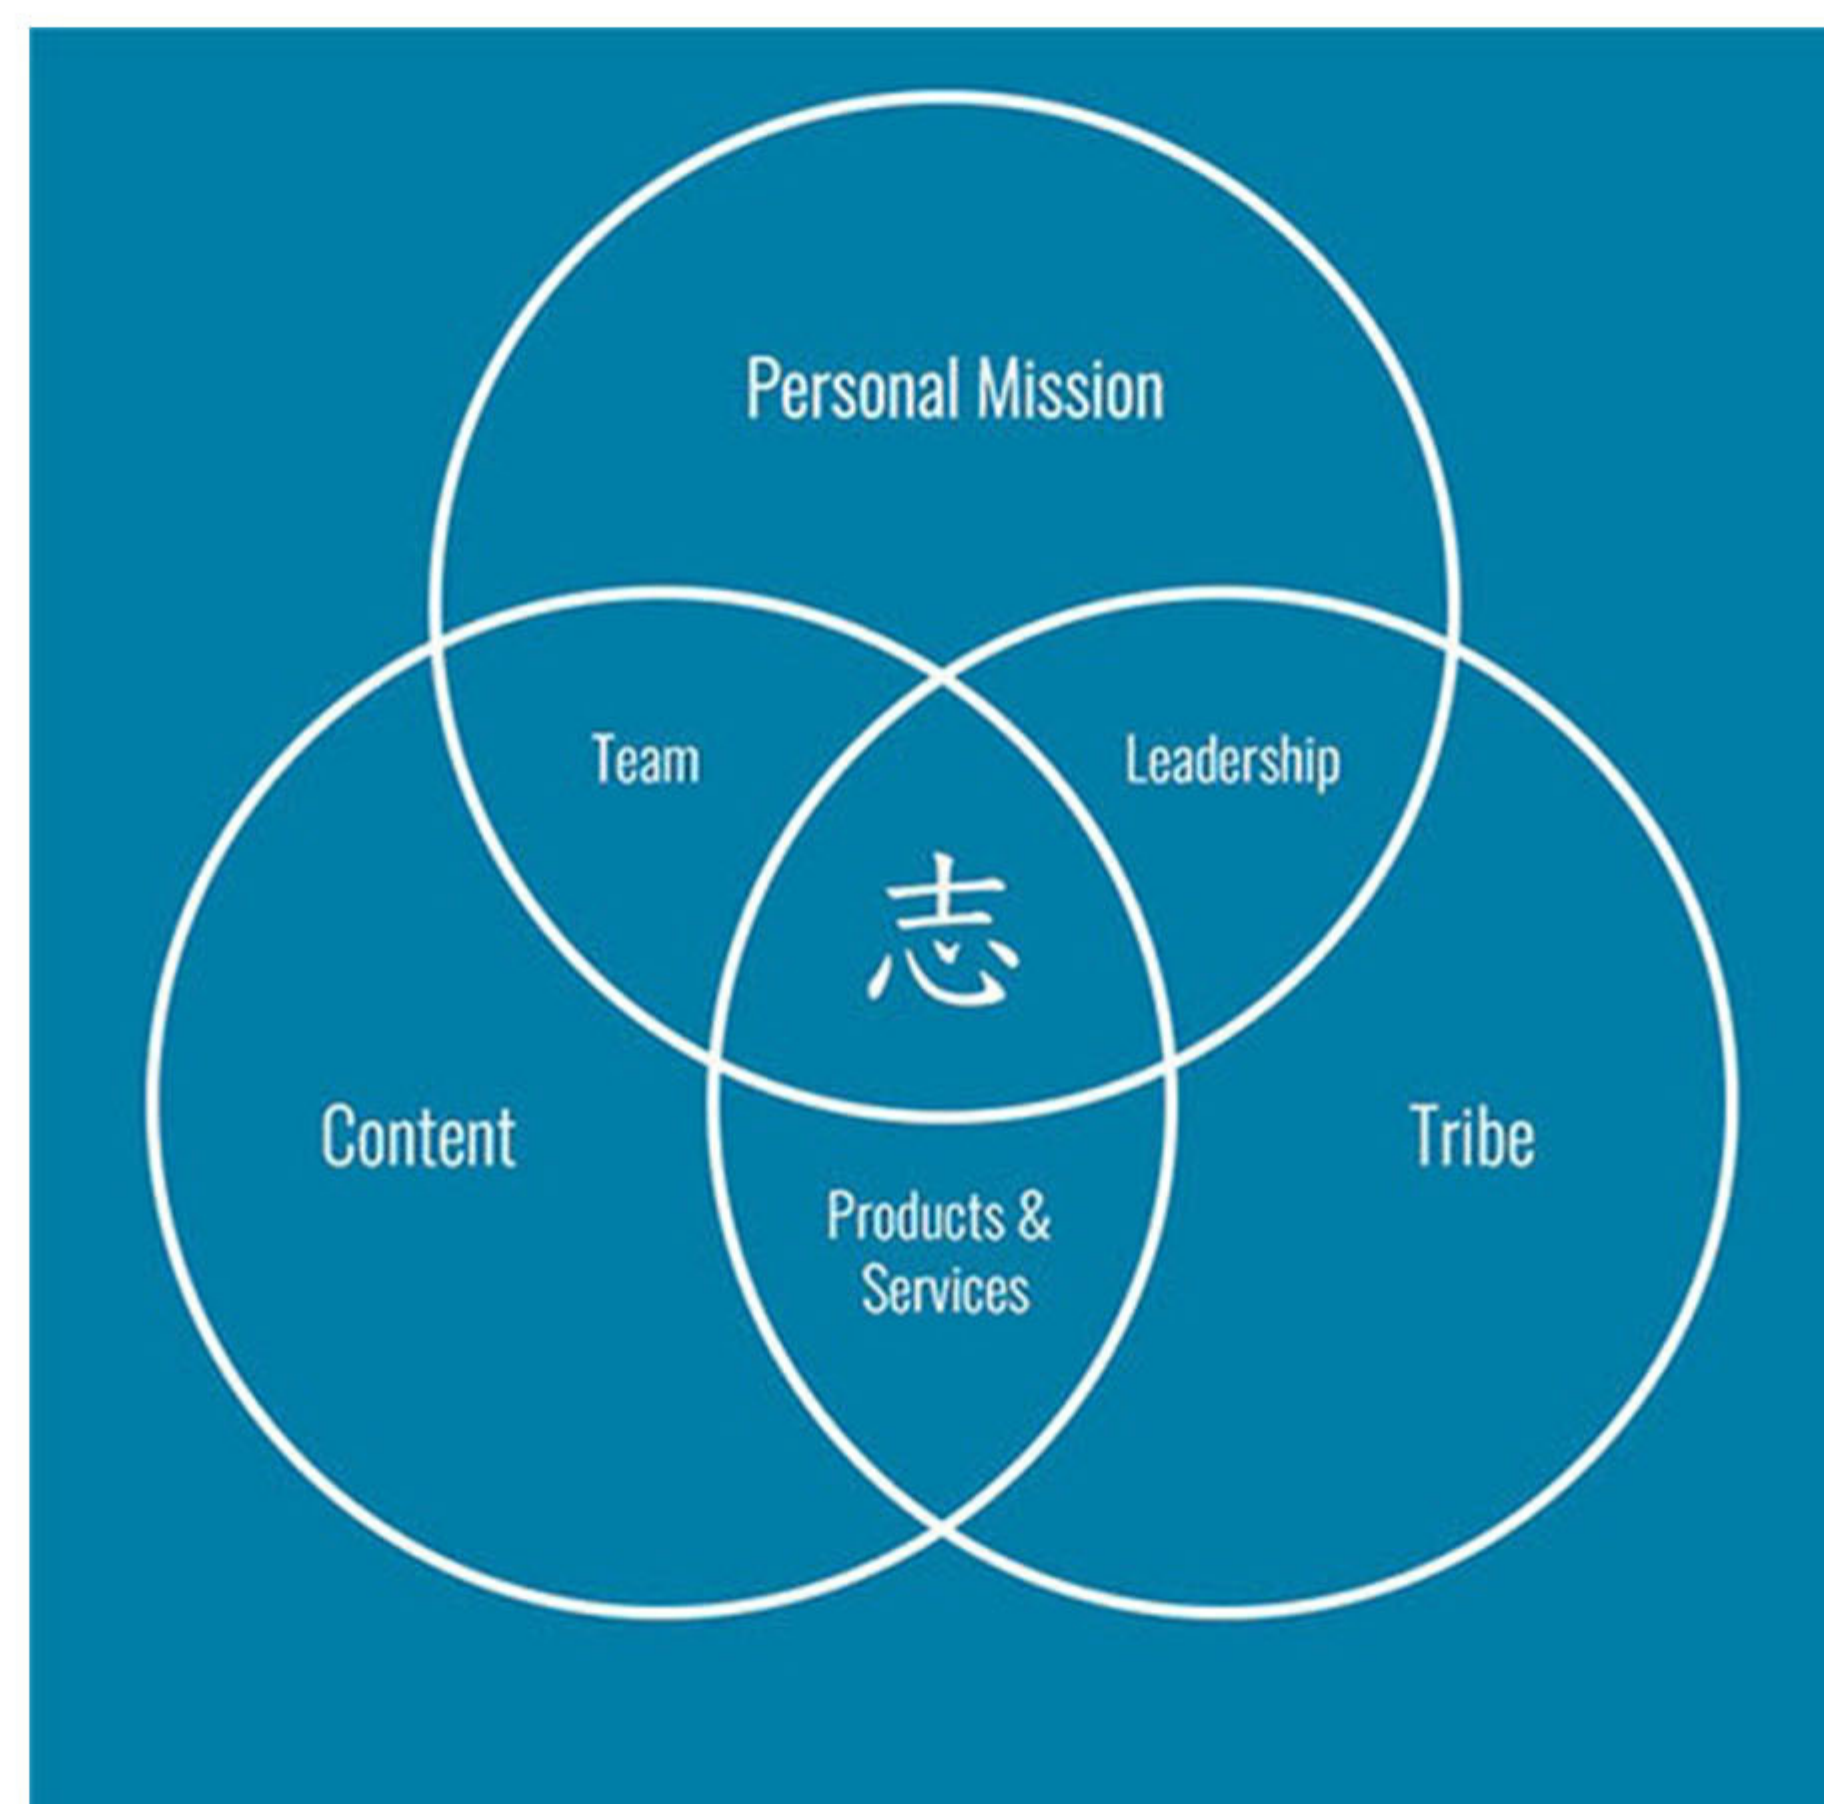 Personal Mission
Team
Leadership
志
Content
Tribe
Products &
Services